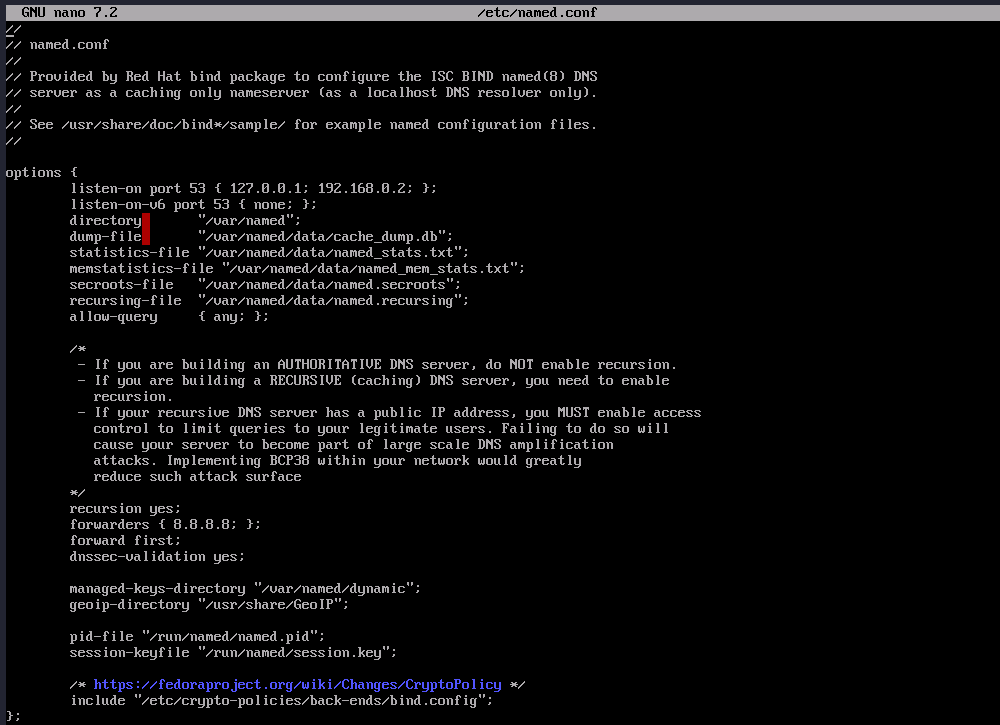 GNU nano 7.2 /etc/named.conf
//
// named.conf
//
// Provided by Red Hat bind package to configure the ISC BIND named(8) DNS
// server as a caching only nameserver (as a localhost DNS resolver only).
//
// See /usr/share/doc/bind*/sample/ for example named configuration files.
//
options {
listen-on port 53 { 127.0.0.1; 192.168.0.2; };
listen-on-v6 port 53 { none; };
directory "/var/named";
dump-file "/var/named/data/cache_dump.db";
statistics-file "/var/named/data/named_stats.txt";
memstatistics-file "/var/named/data/named_mem_stats.txt";
secroots-file "/var/named/data/named.secroots";
recursing-file "/var/named/data/named.recursing";
allow-query { any; };
/*
- If you are building an AUTHORITATIVE DNS server, do NOT enable recursion.
- If you are building a RECURSIVE (caching) DNS server, you need to enable
recursion.
- If your recursive DNS server has a public IP address, you MUST enable access
control to limit queries to your legitimate users. Failing to do so will
cause your server to become part of large scale DNS amplification
attacks. Implementing BCP38 within your network would greatly
reduce such attack surface
*/
recursion yes;
forwarders { 8.8.8.8; };
forward first;
dnssec-validation yes;
managed-keys-directory "/var/named/dynamic";
geoip-directory "/usr/share/GeoIP";
pid-file "/run/named/named.pid";
session-keyfile "/run/named/session.key";
/* https://fedoraproject.org/wiki/Changes/CryptoPolicy */
include "/etc/crypto-policies/back-ends/bind.config";
};